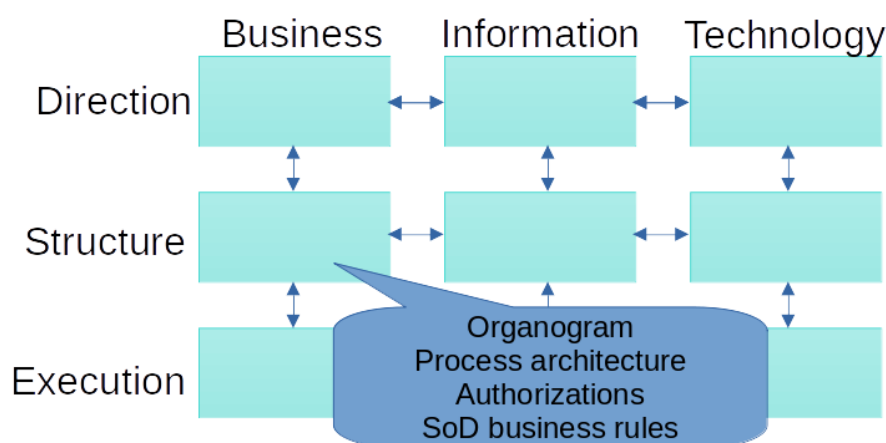 Business Information Technology
Direction
Structure
Organogram
Process architecture
Authorizations
SoD business rules
Execution